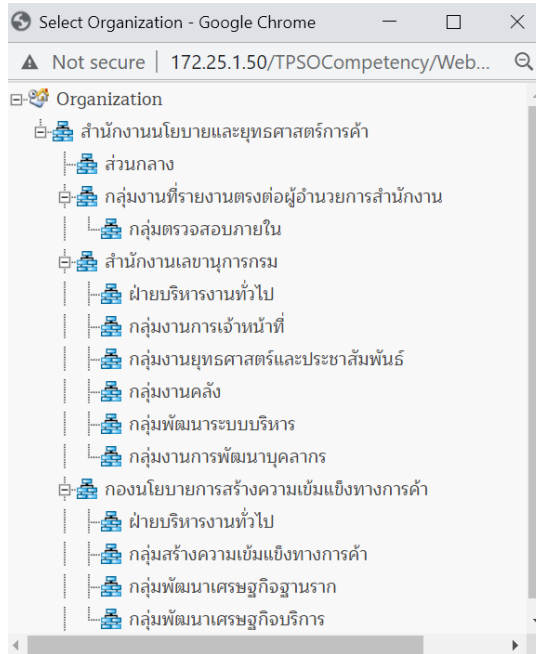 Select Organization - Google Chrome
Not secure | 172.25.1.50/TPSOCompetency/Web...
Organization
สำนักงานนโยบายและยุทธศาสตร์การค้า
ส่วนกลาง
กลุ่มงานที่รายงานตรงต่อผู้อำนวยการสำนักงาน
กลุ่มตรวจสอบภายใน
สำนักงานเลขานุการกรม
ฝ่ายบริหารงานทั่วไป
กลุ่มงานการเจ้าหน้าที่
กลุ่มงานยุทธศาสตร์และประชาสัมพันธ์
กลุ่มงานคลัง
กลุ่มพัฒนาระบบบริหาร
กลุ่มงานการพัฒนาบุคลากร
กองนโยบายการสร้างความเข้มแข็งทางการค้า
ฝ่ายบริหารงานทั่วไป
กลุ่มสร้างความเข้มแข็งทางการค้า
กลุ่มพัฒนาเศรษฐกิจฐานราก
กลุ่มพัฒนาเศรษฐกิจบริการ